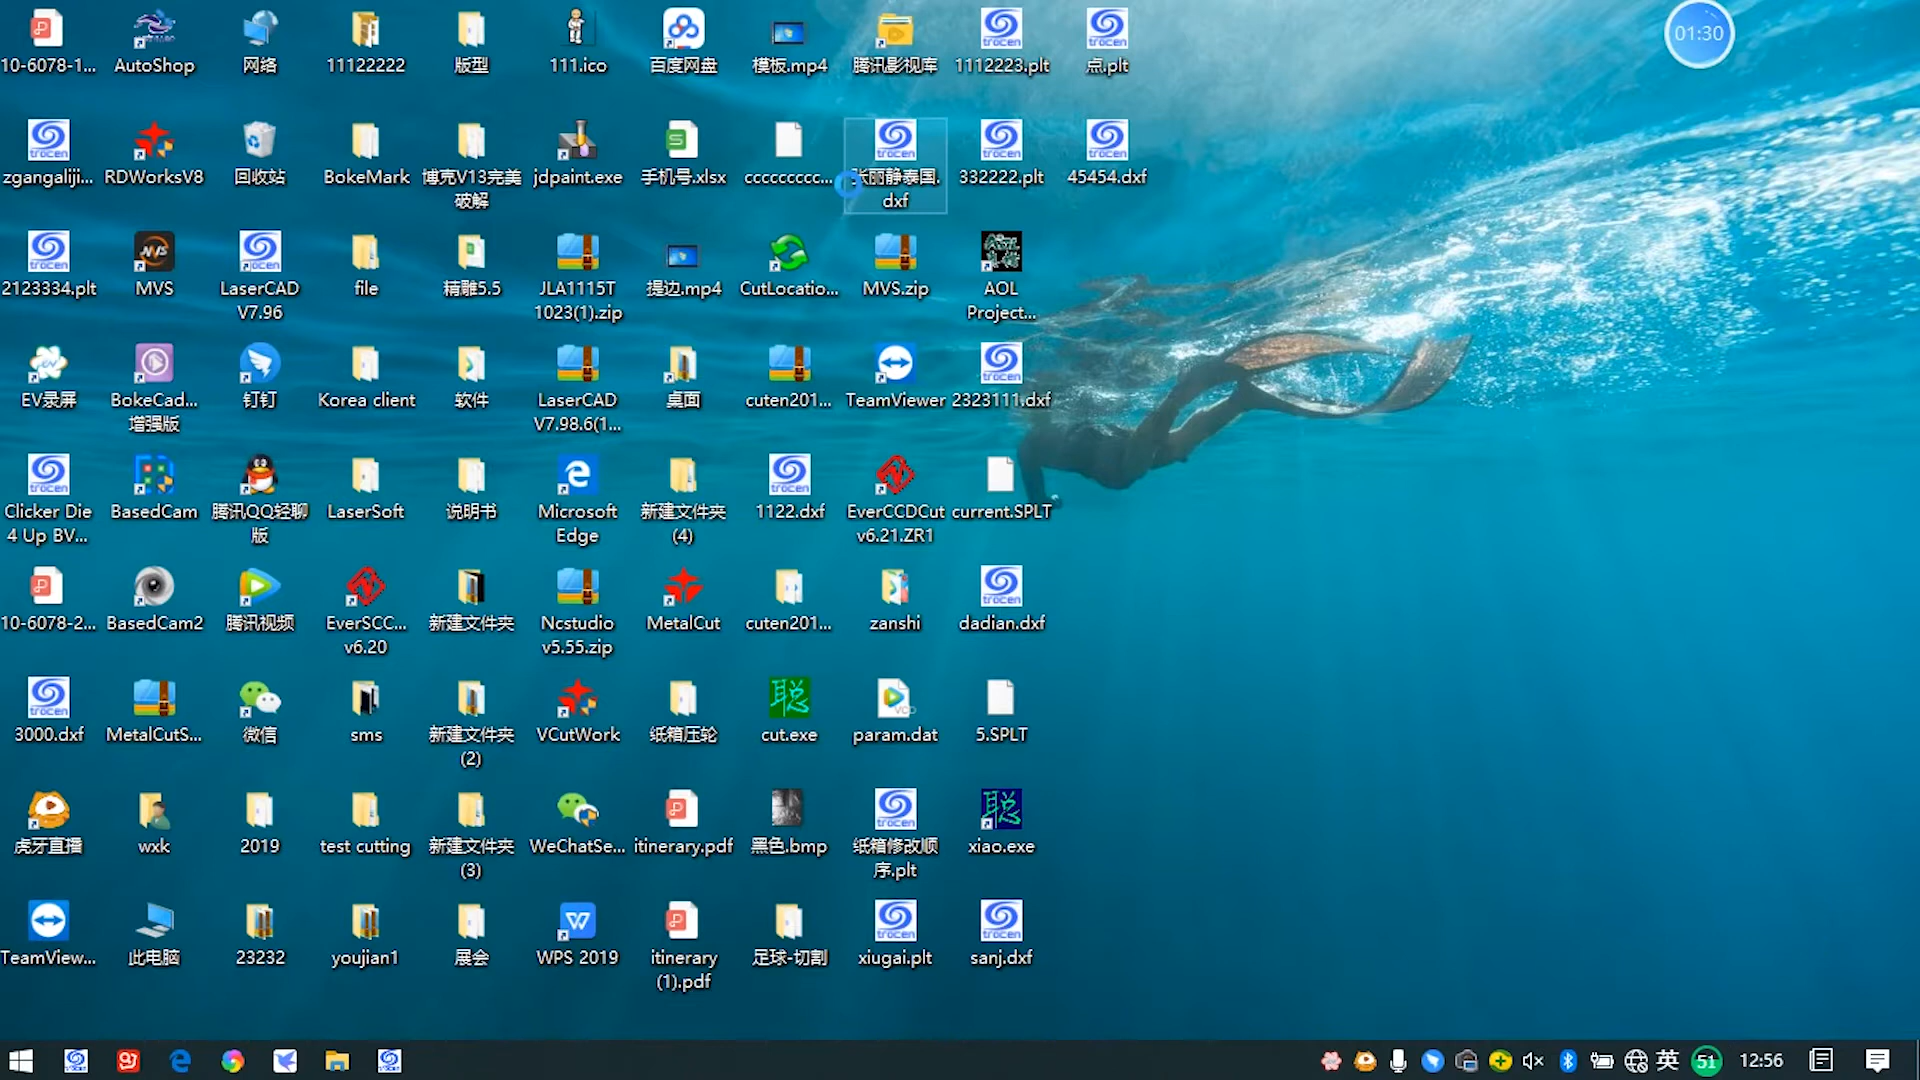 01:30
10-6078-1...
AutoShop
网络
11122222
版型
111.ico
百度网盘
模板.mp4
腾讯影视库
1112223.plt
点.plt
zgangaliji...
RDWorksV8
回收站
BokeMark
博克V13完美
破解
jdpaint.exe
手机号.xlsx
ccccccccc...
张丽静泰国.
dxf
332222.plt
45454.dxf
2123334.plt
MVS
LaserCAD
V7.96
file
精雕5.5
JLA1115T
1023(1).zip
提边.mp4
CutLocatio...
MVS.zip
AOL
Project...
EV录屏
BokeCad...
增强版
钉钉
Korea client
软件
LaserCAD
V7.98.6(1...
桌面
cuten201...
TeamViewer
2323111.dxf
Clicker Die
4 Up BV...
BasedCam
腾讯QQ轻聊
版
LaserSoft
说明书
Microsoft
Edge
新建文件夹
(4)
1122.dxf
EverCCDCut
v6.21.ZR1
current.SPLT
10-6078-2...
BasedCam2
腾讯视频
EverSCC...
v6.20
新建文件夹
Ncstudio
v5.55.zip
MetalCut
cuten201...
zanshi
dadian.dxf
3000.dxf
MetalCutS...
微信
sms
新建文件夹
(2)
VCutWork
纸箱压轮
聪
cut.exe
param.dat
5.SPLT
虎牙直播
wxk
2019
test cutting
新建文件夹
(3)
WeChatSe...
itinerary.pdf
黑色.bmp
纸箱修改顺
序.plt
聪
xiao.exe
TeamView...
此电脑
23232
youjian1
展会
WPS 2019
itinerary
(1).pdf
足球-切割
xiugai.plt
sanj.dxf
英
51
12:56